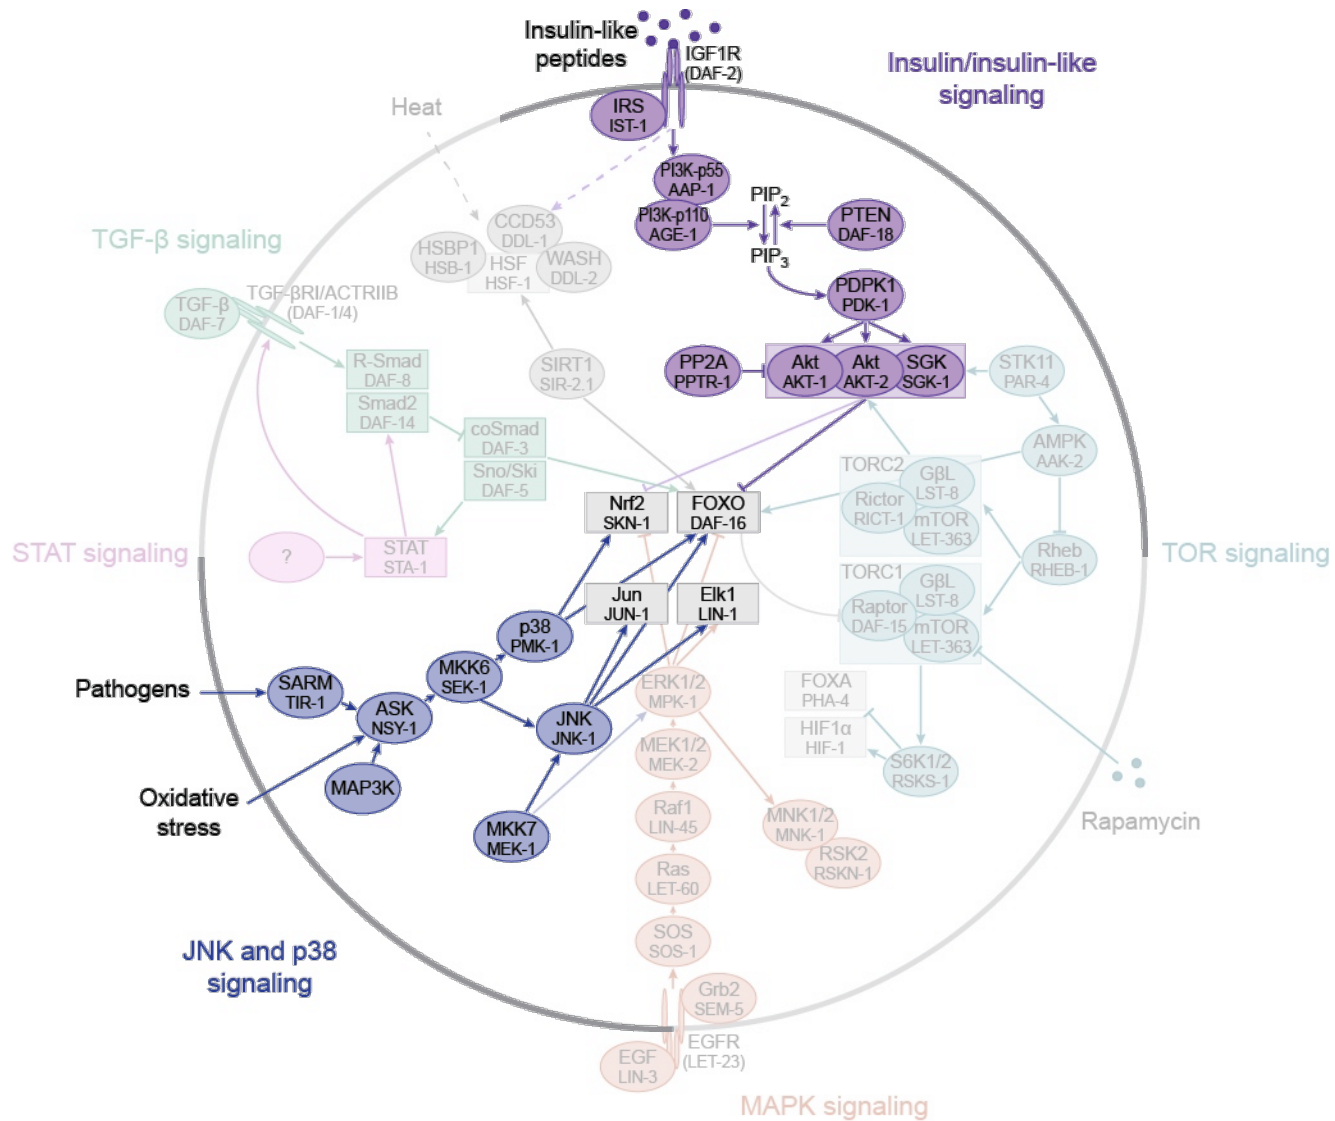 Insulin-like
peptides
IGF1R
(DAF-2)
Insulin/insulin-like
signaling
Heat
IRS
IST-1
PI3K-p55
AAP-1
PI3K-p110
AGE-1
PIP2
PIP3
PTEN
DAF-18
PDPK1
PDK-1
CCD53
DDL-1
HSBP1
HSB-1
HSF
HSF-1
WASH
DDL-2
TGF-β signaling
TGF-β
DAF-7
TGF-βRI/ACTRIIB
(DAF-1/4)
R-Smad
DAF-8
Smad2
DAF-14
coSmad
DAF-3
Sno/Ski
DAF-5
SIRT1
SIR-2.1
PP2A
PPTR-1
Akt
AKT-1
Akt
AKT-2
SGK
SGK-1
STK11
PAR-4
AMPK
AAK-2
TORC2
GβL
LST-8
Rictor
RICT-1
mTOR
LET-363
Nrf2
SKN-1
FOXO
DAF-16
STAT signaling
?
STAT
STA-1
Rheb
RHEB-1
TOR signaling
TORC1
GβL
LST-8
Raptor
DAF-15
mTOR
LET-363
Jun
JUN-1
Elk1
LIN-1
p38
PMK-1
MKK6
SEK-1
Pathogens
SARM
TIR-1
ASK
NSY-1
JNK
JNK-1
ERK1/2
MPK-1
FOXA
PHA-4
HIF1α
HIF-1
MEK1/2
MEK-2
S6K1/2
RSKS-1
MAP3K
Oxidative
stress
MKK7
MEK-1
Raf1
LIN-45
MNK1/2
MNK-1
RSK2
RSKN-1
Rapamycin
Ras
LET-60
SOS
SOS-1
JNK and p38
signaling
Grb2
SEM-5
EGFR
(LET-23)
EGF
LIN-3
MAPK signaling